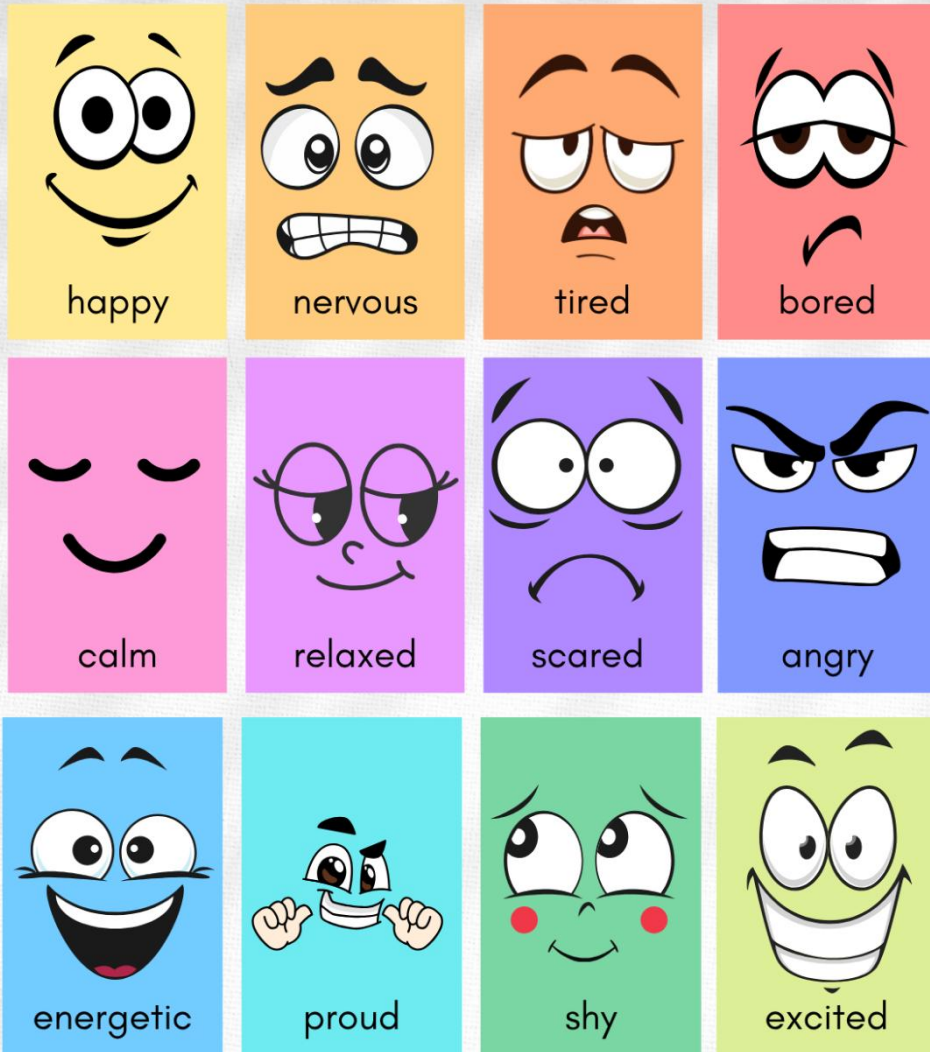 happy
nervous
tired
bored
calm
relaxed
scared
angry
energetic
proud
shy
excited